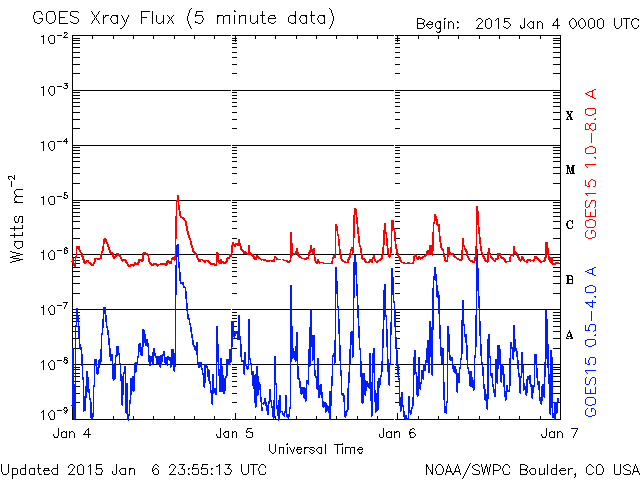 GOES Xray Flux (5 minute data)
Begin: 2015 Jan 4 0000 UTC
10-2
10-3
10-4
10-5
10-6
10-7
10-8
10-9
Watts m-2
X
M
C
B
A
GOES15 1.0-8.0 A
GOES15 0.5-4.0 A
Jan 4
Jan 5
Jan 6
Jan 7
Universal Time
Updated 2015 Jan 6 23:55:13 UTC
NOAA/SWPC Boulder, CO USA